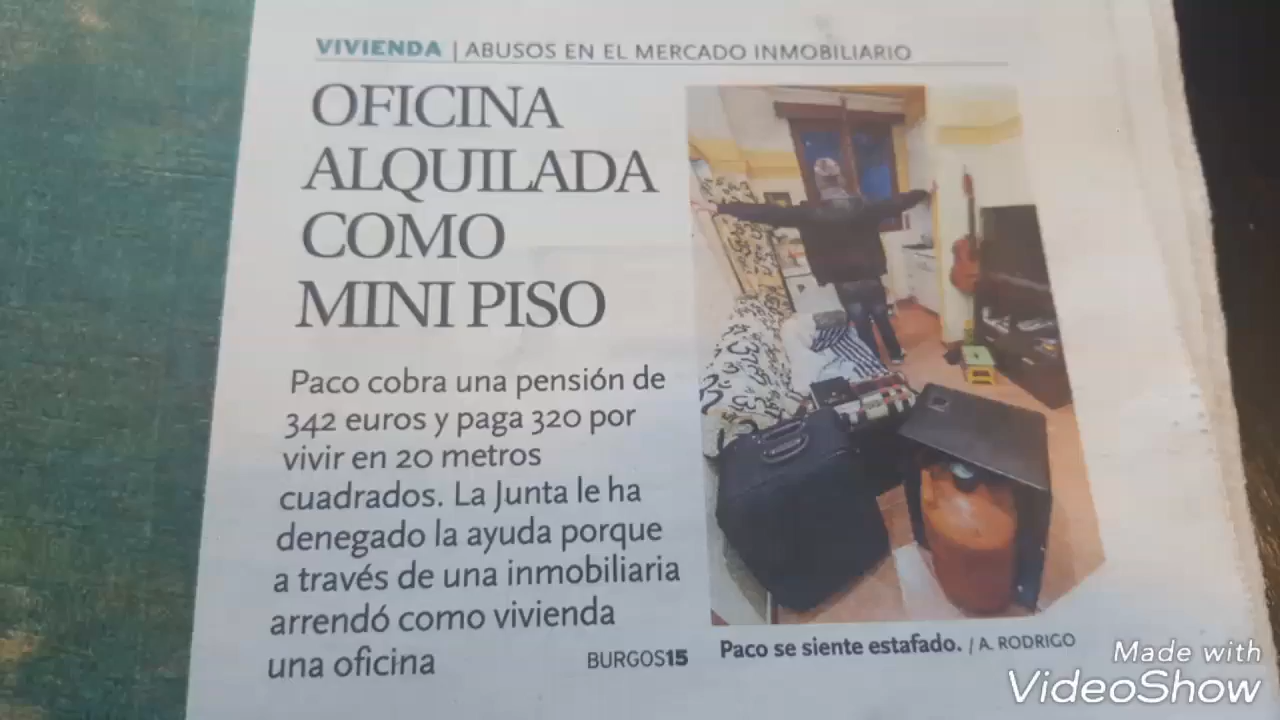 VIVIENDA | ABUSOS EN EL MERCADO INMOBILIARIO
OFICINA
ALQUILADA
COMO
MINI PISO
Paco cobra una pensión de
342 euros y paga 320 por
vivir en 20 metros
cuadrados. La Junta le ha
denegado la ayuda porque
a través de una inmobiliaria
arrendó como vivienda
una oficina
BURGOS15
Paco se siente estafado. / A. RODRIGO
Made with
VideoShow